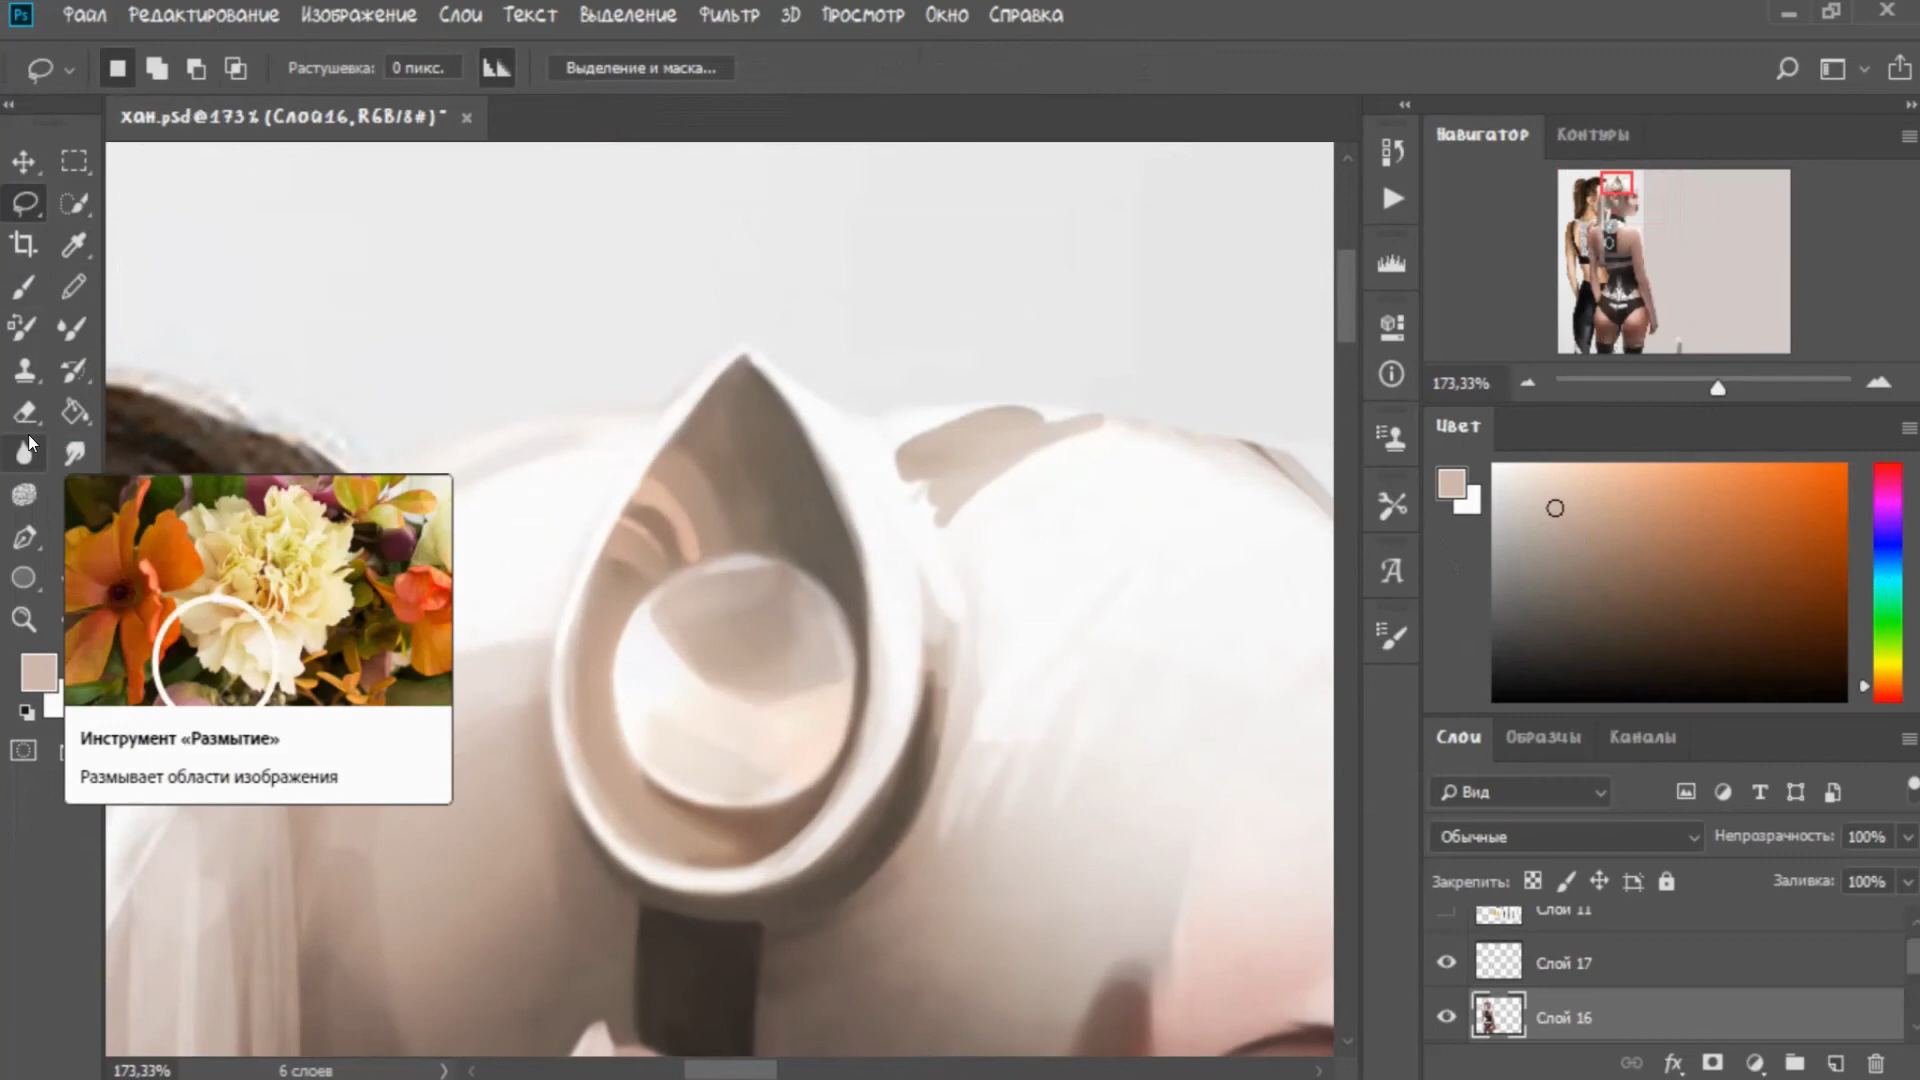 Ps Файл Редактирование Изображение Слои Текст Выделение Фильтр 3D Просмотр Окно Справка
Растушевка: 0 пикс. Выделение и маска...
хан.psd @ 173% (Слой 16, RGB/8#) *
Навигатор Контуры
173,33%
Цвет
Инструмент «Размытие»
Размывает области изображения
Слои Образцы Каналы
Вид
Обычные Непрозрачность: 100%
Закрепить: Заливка: 100%
Слой 11
Слой 17
Слой 16
173,33% 6 слоев